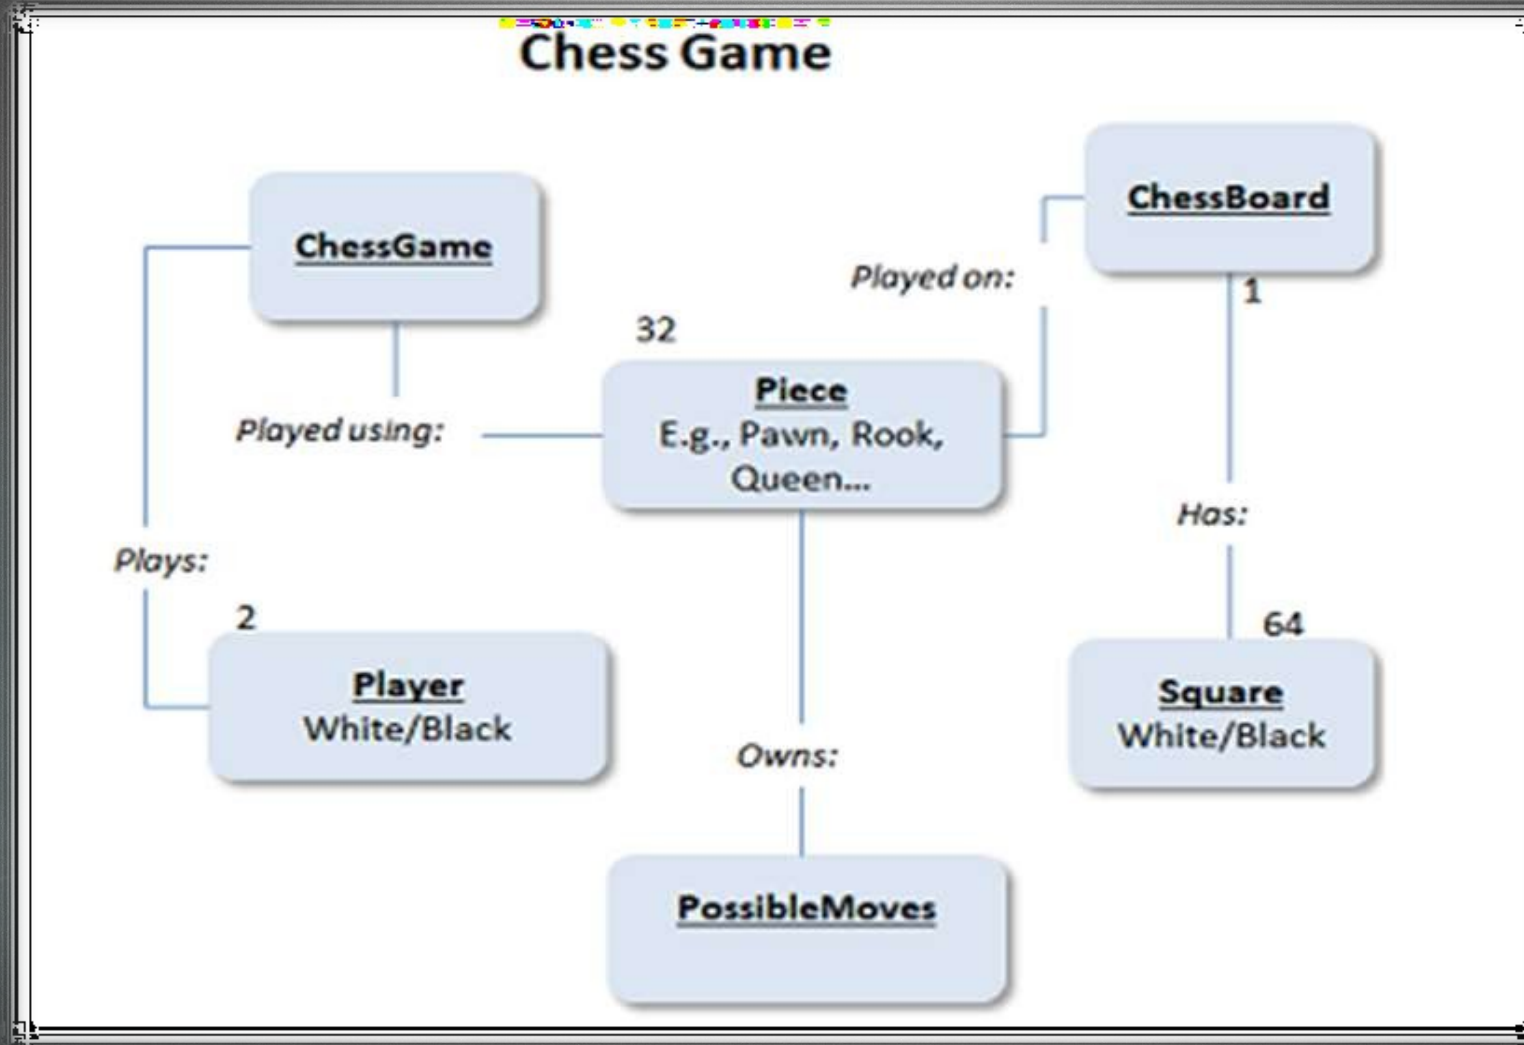 Chess Game
ChessBoard
ChessGame
Played on:
1
32
Piece
E.g., Pawn, Rook,
Queen...
Played using:
Has:
Plays:
2
64
Player
White/Black
Square
White/Black
Owns:
PossibleMoves